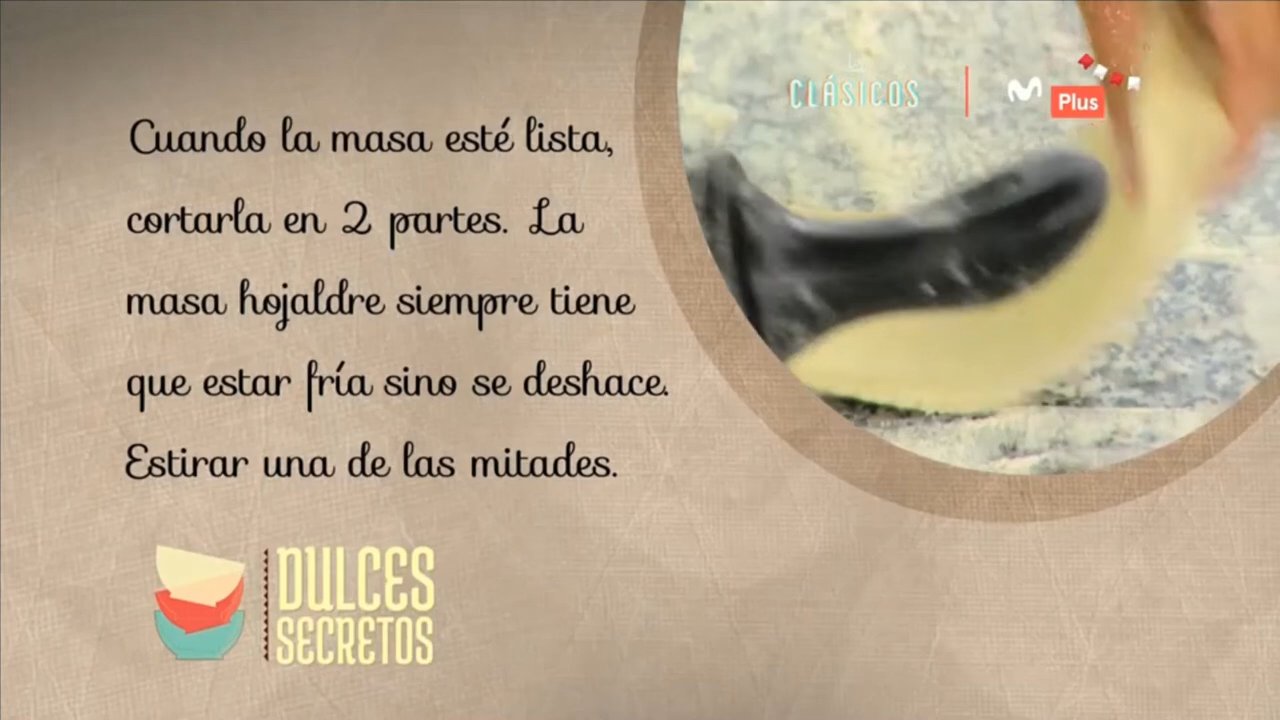 CLÁSICOS
Plus
Cuando la masa esté lista,
cortarla en 2 partes. La
masa hojaldre siempre tiene
que estar fría sino se deshace.
Estirar una de las mitades.
DULCES
SECRETOS